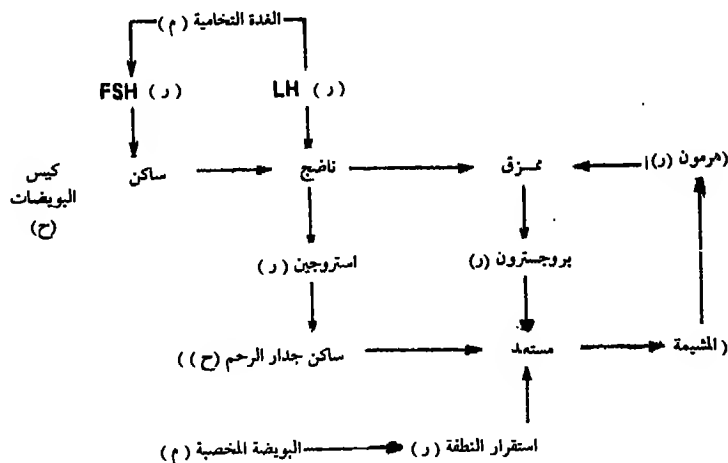 الغدة النخامية ( م )
FSH ( ر ) LH ( ر )
كيس البويضات (ح) ساكن ناضج ممزق هرمون (ر)
استروجين ( ر ) بروجسترون (ر)
ساكن جدار الرحم (ح ) ) مستعد المشيمة )
البويضة المخصبة ( م ) استقرار النطفة ( ر )